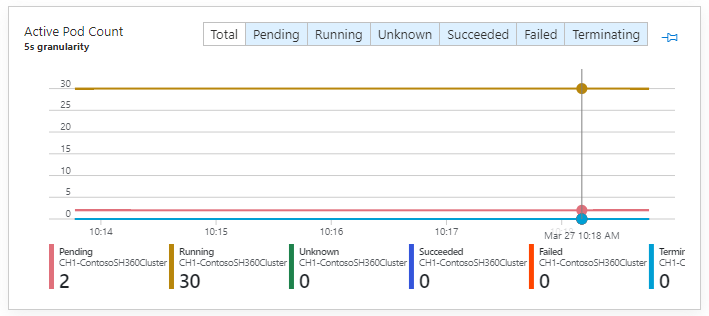 Active Pod Count
5s granularity
Total Pending Running Unknown Succeeded Failed Terminating
30
25
20
15
10
5
0
10:14 10:15 10:16 10:17 Mar 27 10:18 AM
Pending Running Unknown Succeeded Failed Termir
CH1-ContosoSH360Cluster CH1-ContosoSH360Cluster CH1-ContosoSH360Cluster CH1-ContosoSH360Cluster CH1-ContosoSH360Cluster CH1-C
2 30 0 0 0 0